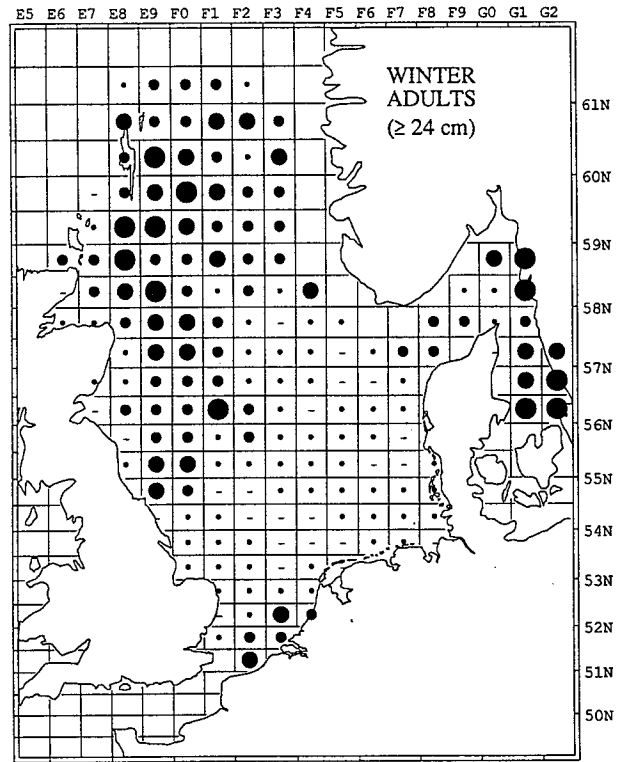 E5 E6 E7 E8 E9 F0 F1 F2 F3 F4 F5 F6 F7 F8 F9 G0 G1 G2
WINTER
ADULTS
(≥ 24 cm)
61N
60N
59N
58N
57N
56N
55N
54N
53N
52N
51N
50N